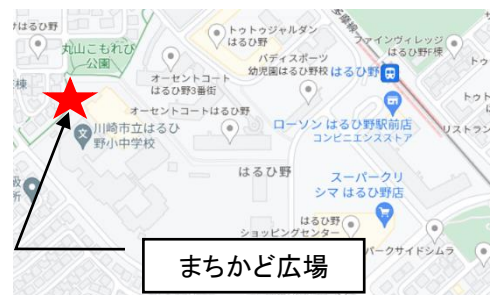 はるひ野
トゥトゥジャルダン
はるひ野
ファインヴィレッジ
はるひ野F棟
丸山こもれび
公園
バディスポーツ
幼児園はるひ野校
はるひ野
オーセントコート
はるひ野3番街
オーセントコートはるひ野
川崎市立はるひ
野小中学校
ローソン はるひ野駅前店
コンビニエンスストア
はるひ野
スーパークリ
シマ はるひ野店
はるひ野
ショッピングセンター
パークサイドシムラ
まちかど広場